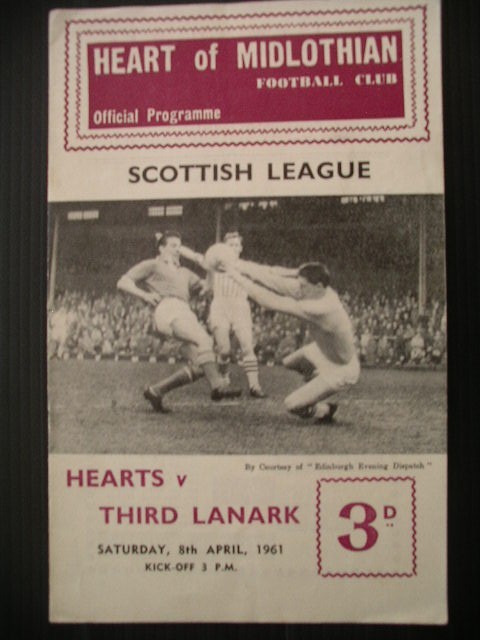 HEART of MIDLOTHIAN
FOOTBALL CLUB
Official Programme
SCOTTISH LEAGUE
By Courtesy of "Edinburgh Evening Dispatch"
HEARTS v
THIRD LANARK
3D
SATURDAY, 8th APRIL, 1961
KICK-OFF 3 P.M.